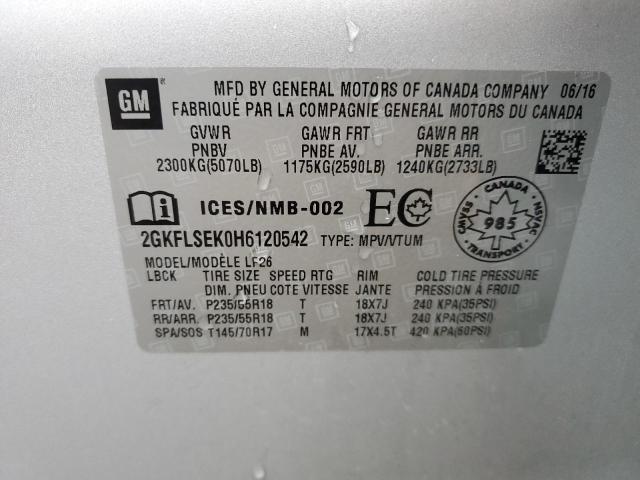 GM
MFD BY GENERAL MOTORS OF CANADA COMPANY 06/16
FABRIQUÉ PAR LA COMPAGNIE GENERAL MOTORS DU CANADA
GVWR GAWR FRT GAWR RR
PNBV PNBE AV. PNBE ARR.
2300KG(5070LB) 1175KG(2590LB) 1240KG(2733LB)
ICES/NMB-002 EC
CANADA
CMVSS 985 NSVAC
TRANSPORT
2GKFLSEK0H6120542 TYPE: MPV/VTUM
MODEL/MODÈLE LF26
LBCK TIRE SIZE SPEED RTG RIM COLD TIRE PRESSURE
DIM. PNEU COTE VITESSE JANTE PRESSION À FROID
FRT/AV. P235/55R18 T 18X7J 240 KPA(35PSI)
RR/ARR. P235/55R18 T 18X7J 240 KPA(35PSI)
SPA/SOS T145/70R17 M 17X4.5T 420 KPA(60PSI)